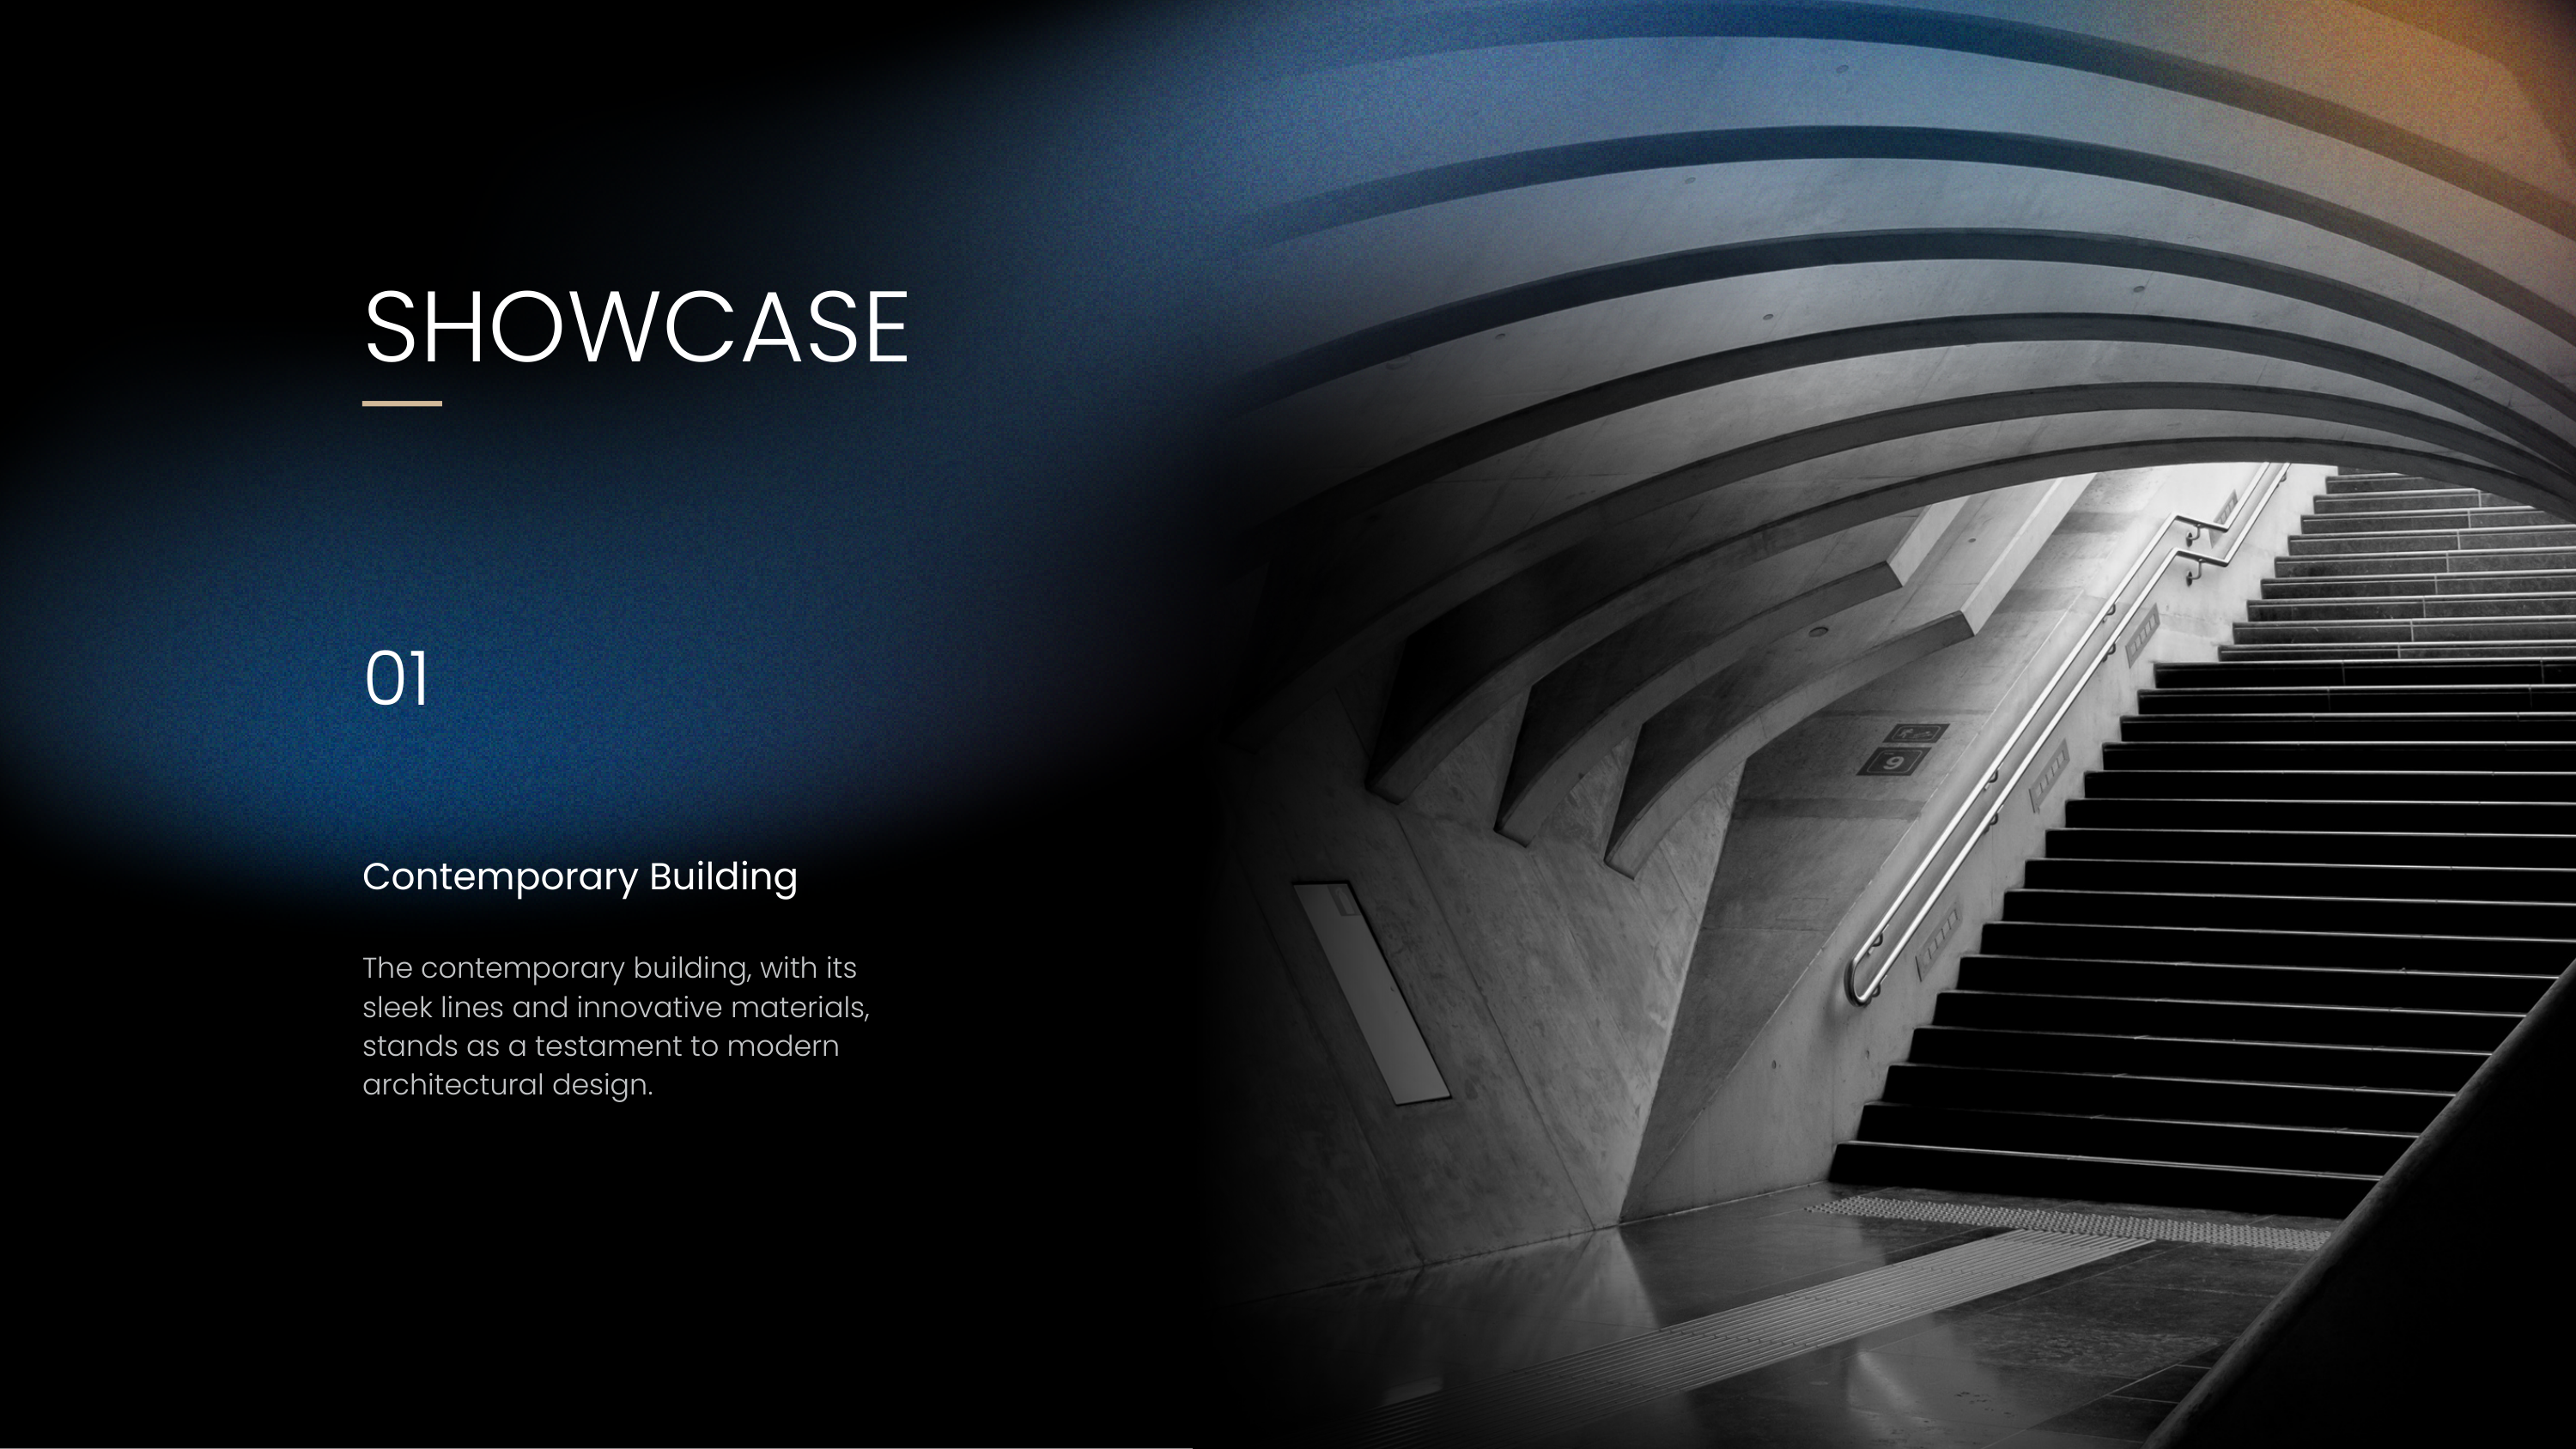 SHOWCASE
01
Contemporary Building
The contemporary building, with its
sleek lines and innovative materials,
stands as a testament to modern
architectural design.
9